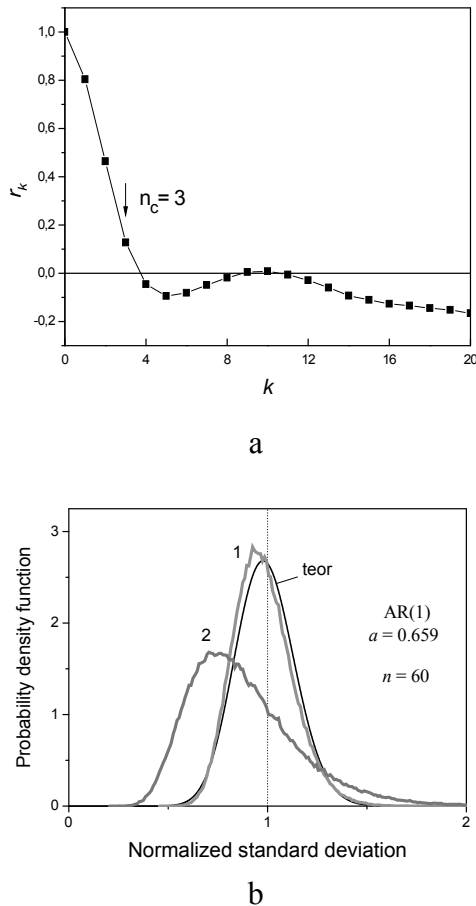 1,0
0,8
0,6
0,4
0,2
0,0
-0,2
r_k
n_c = 3
0 4 8 12 16 20
k
a
3
2
1
0
Probability density function
1
2
teor
AR(1)
a = 0.659
n = 60
0 1 2
Normalized standard deviation
b